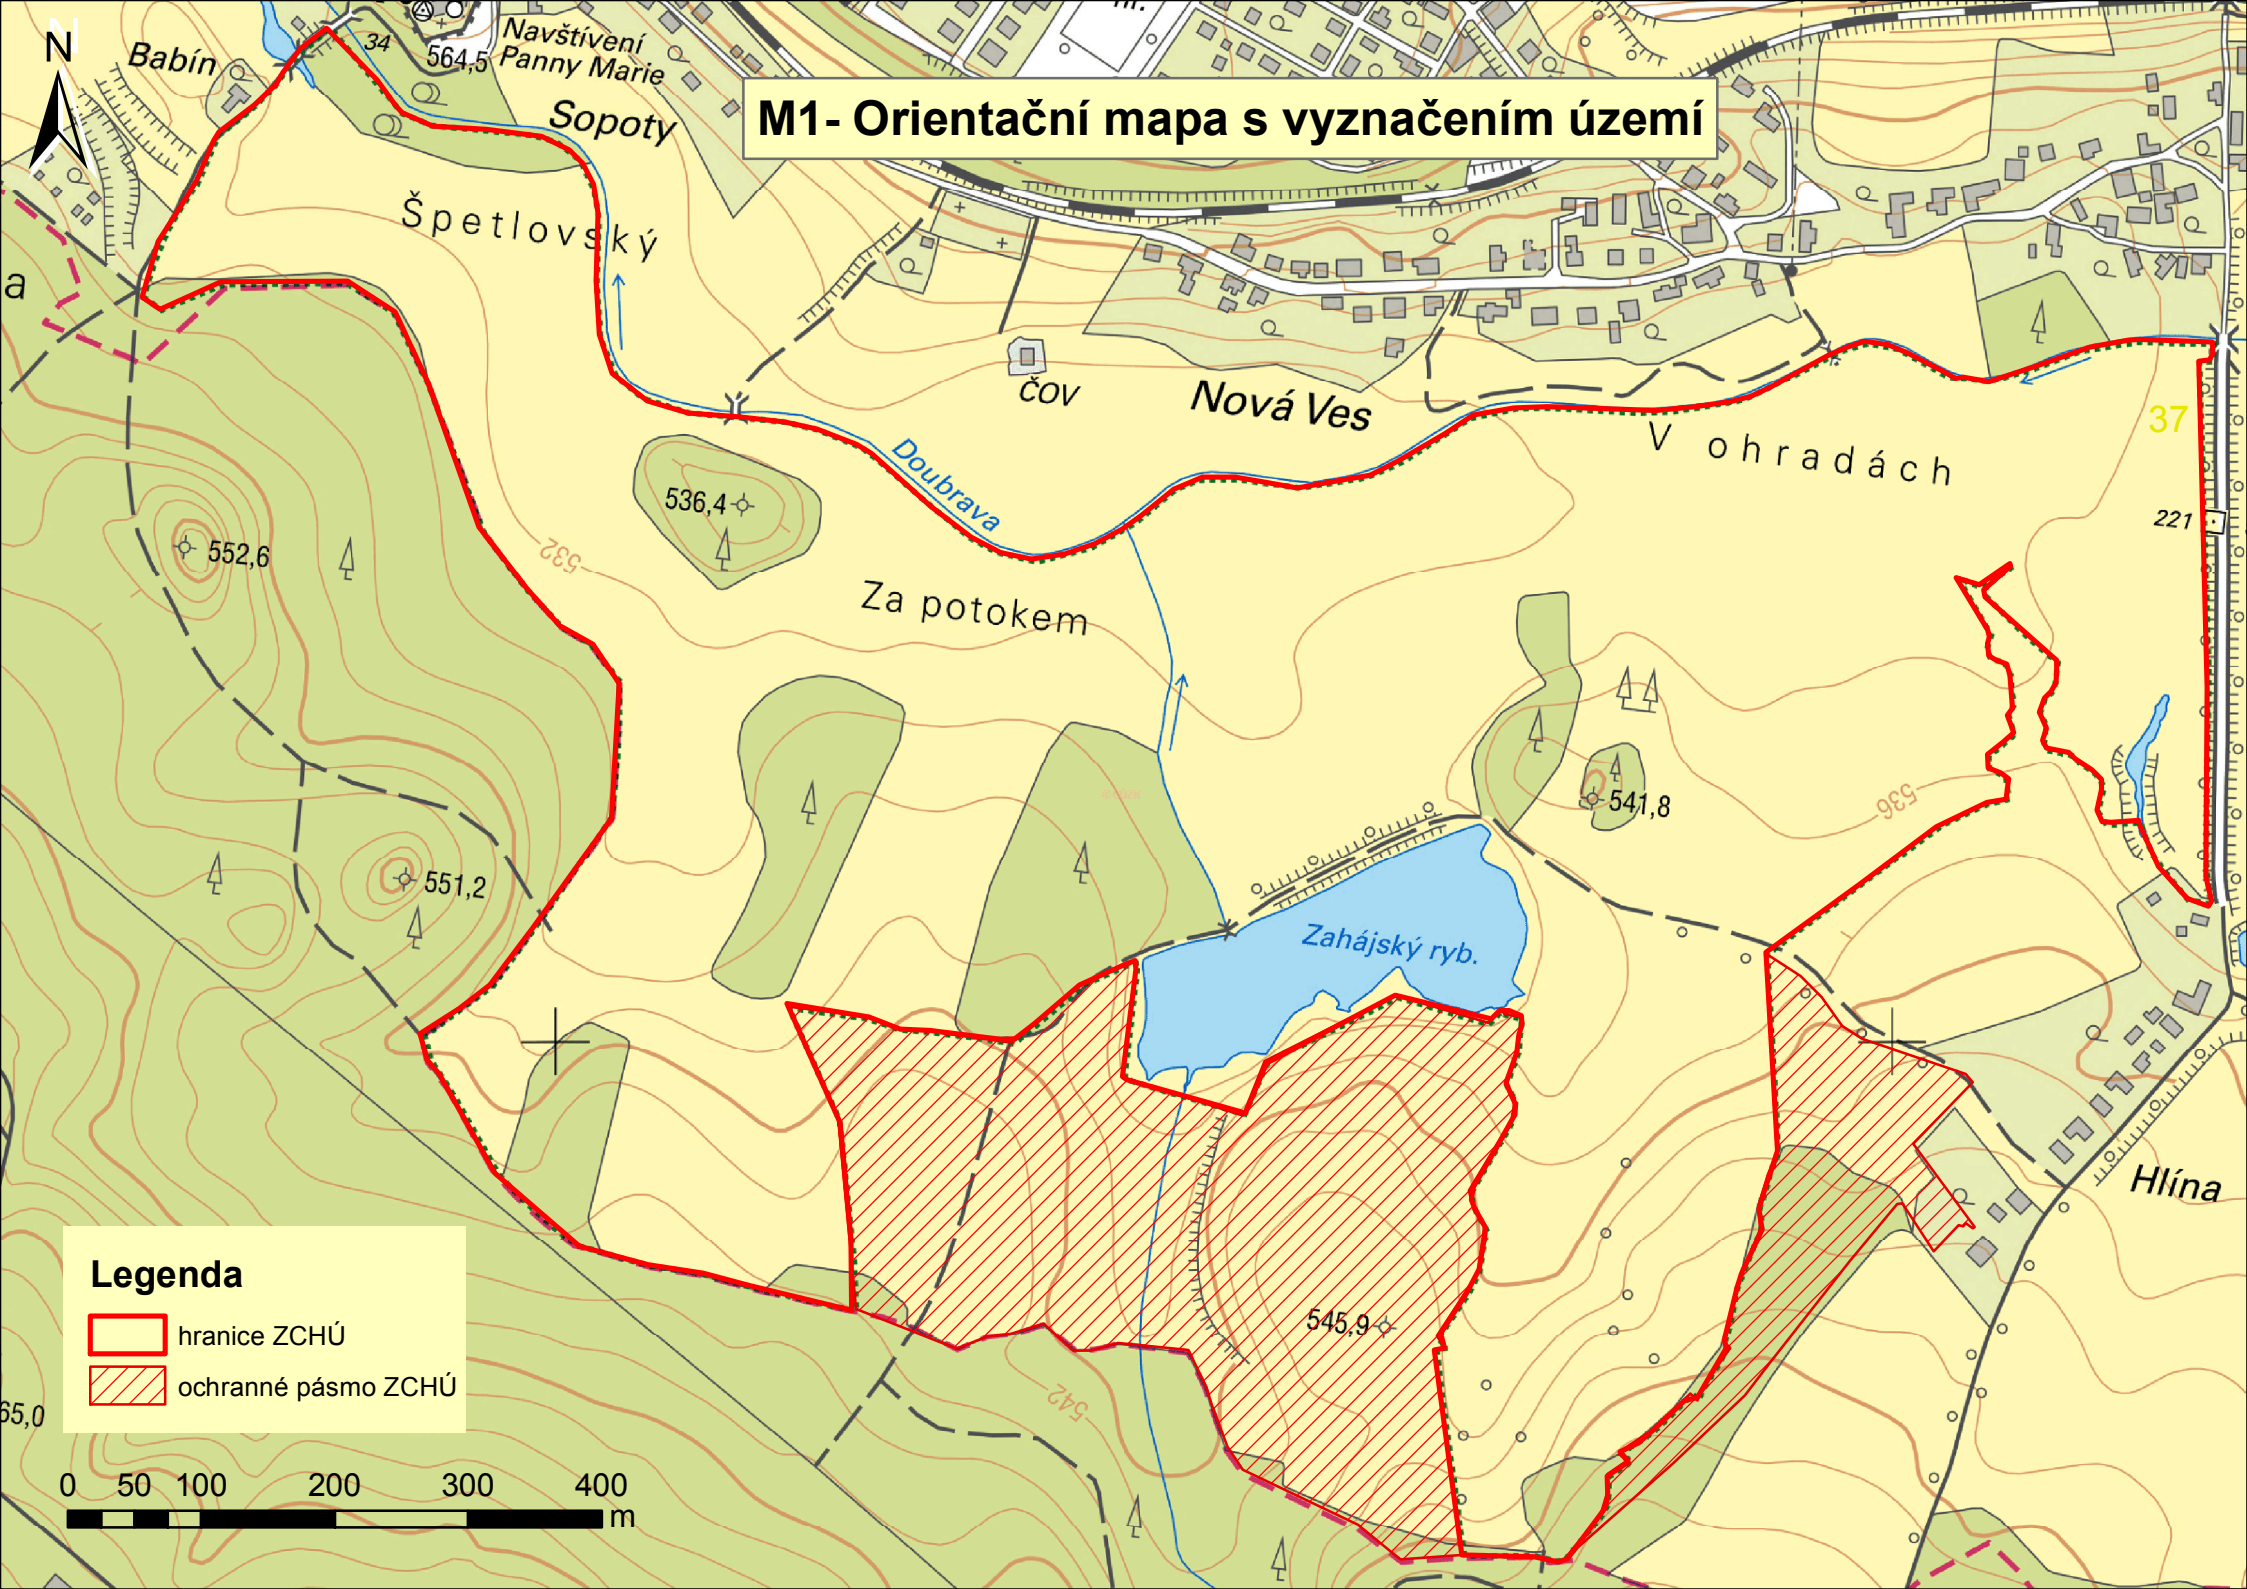 N
Babín
34
564,5
Navštívení
Panny Marie
Sopoty
M1- Orientační mapa s vyznačením území
Špetlovský
a
ČOV
Nová Ves
V ohradách
37
221
Doubrava
536,4
552,6
532
Za potokem
541,8
536
551,2
Zahájský ryb.
Hlína
545,9
542
65,0
Legenda
hranice ZCHÚ
ochranné pásmo ZCHÚ
0 50 100 200 300 400
m